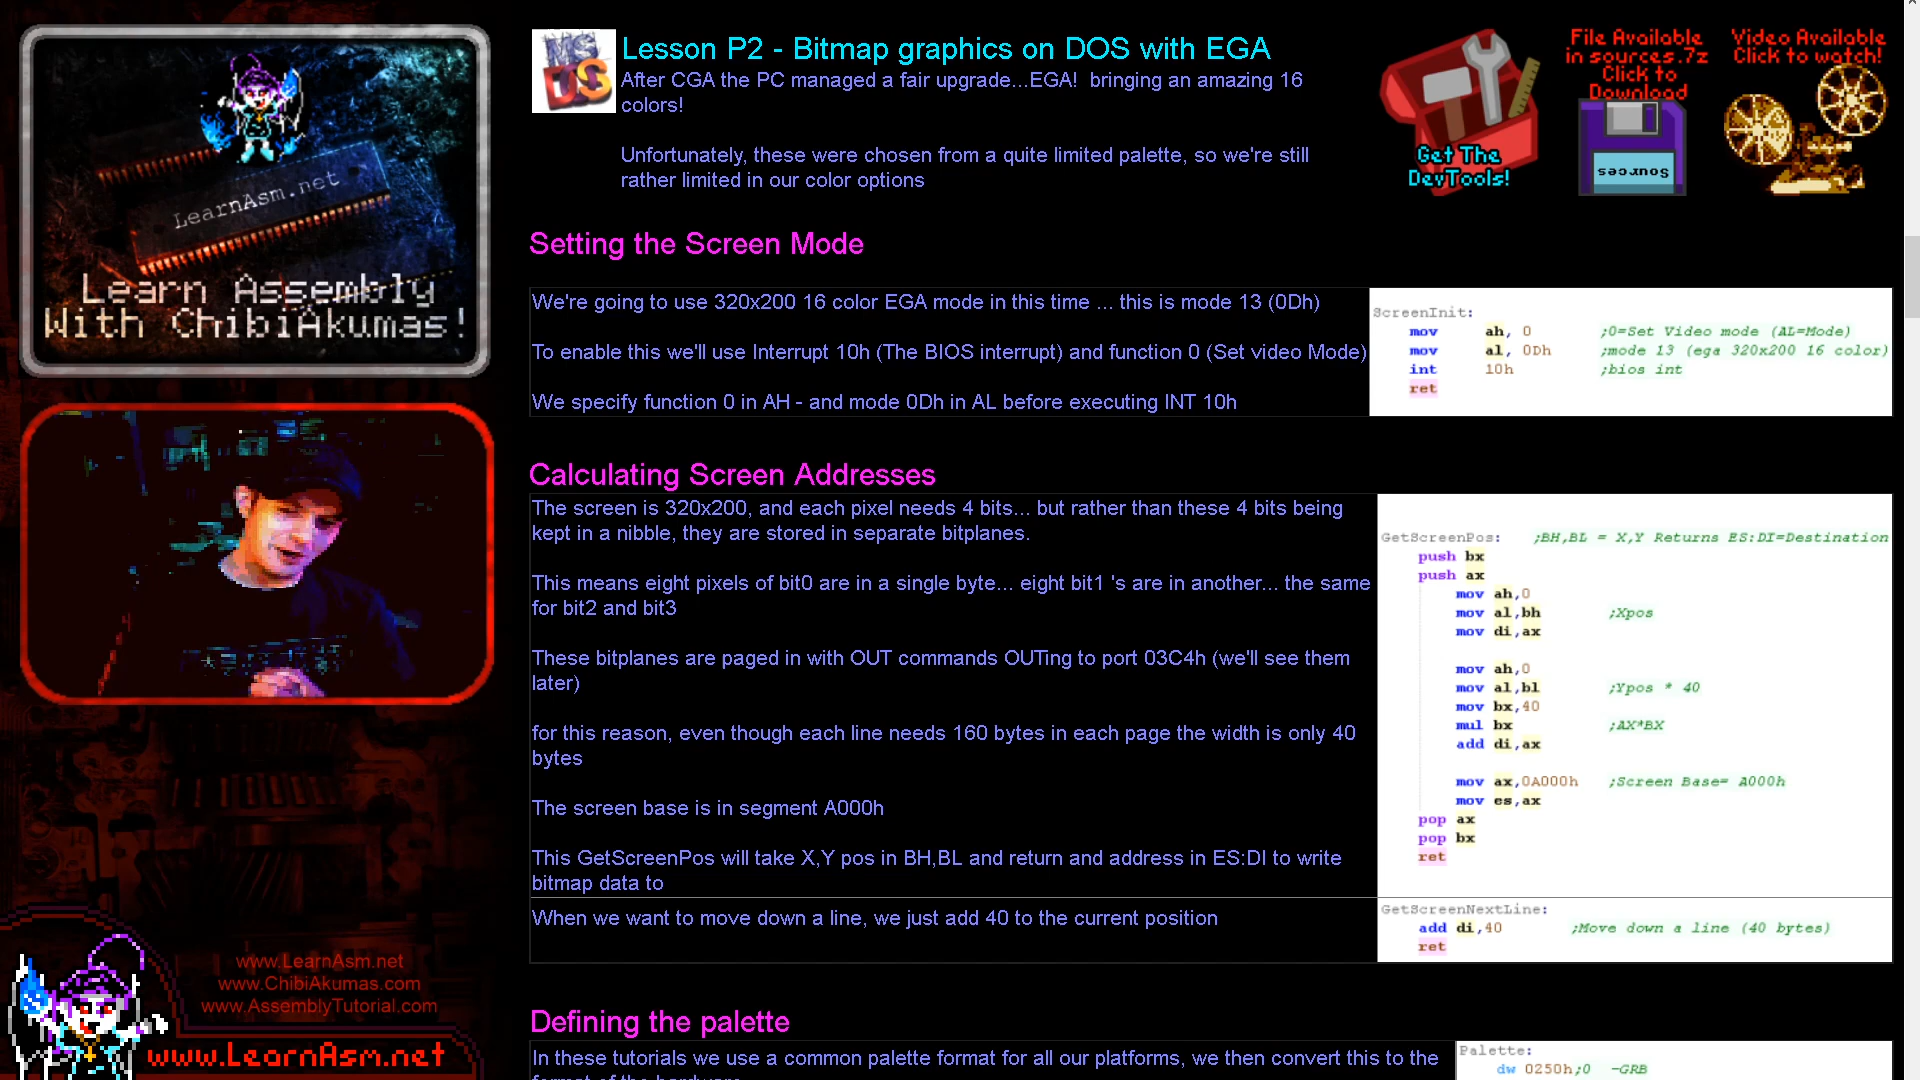 LearnAsm.net
Learn Assembly
With ChibiAkumas!
MS
DOS
Lesson P2 - Bitmap graphics on DOS with EGA
After CGA the PC managed a fair upgrade...EGA!  bringing an amazing 16
colors!
Unfortunately, these were chosen from a quite limited palette, so we're still
rather limited in our color options
Get The
DevTools!
File Available
in sources.7z
Click to
Download
Sources
Video Available
Click to watch!
Setting the Screen Mode
We're going to use 320x200 16 color EGA mode in this time ... this is mode 13 (0Dh)
To enable this we'll use Interrupt 10h (The BIOS interrupt) and function 0 (Set video Mode)
We specify function 0 in AH - and mode 0Dh in AL before executing INT 10h
ScreenInit:
mov ah, 0 ;0=Set Video mode (AL=Mode)
mov al, 0Dh ;mode 13 (ega 320x200 16 color)
int 10h ;bios int
ret
Calculating Screen Addresses
The screen is 320x200, and each pixel needs 4 bits... but rather than these 4 bits being
kept in a nibble, they are stored in separate bitplanes.
This means eight pixels of bit0 are in a single byte... eight bit1 's are in another... the same
for bit2 and bit3
These bitplanes are paged in with OUT commands OUTing to port 03C4h (we'll see them
later)
for this reason, even though each line needs 160 bytes in each page the width is only 40
bytes
The screen base is in segment A000h
This GetScreenPos will take X,Y pos in BH,BL and return and address in ES:DI to write
bitmap data to
GetScreenPos: ;BH,BL = X,Y Returns ES:DI=Destination
push bx
push ax
mov ah,0
mov al,bh ;Xpos
mov di,ax
mov ah,0
mov al,bl ;Ypos * 40
mov bx,40
mul bx ;AX*BX
add di,ax
mov ax,0A000h ;Screen Base= A000h
mov es,ax
pop ax
pop bx
ret
When we want to move down a line, we just add 40 to the current position
GetScreenNextLine:
add di,40 ;Move down a line (40 bytes)
ret
Defining the palette
In these tutorials we use a common palette format for all our platforms, we then convert this to the
format of the hardware
Palette:
dw 0250h;0 -GRB
www.LearnAsm.net
www.ChibiAkumas.com
www.AssemblyTutorial.com
www.LearnAsm.net